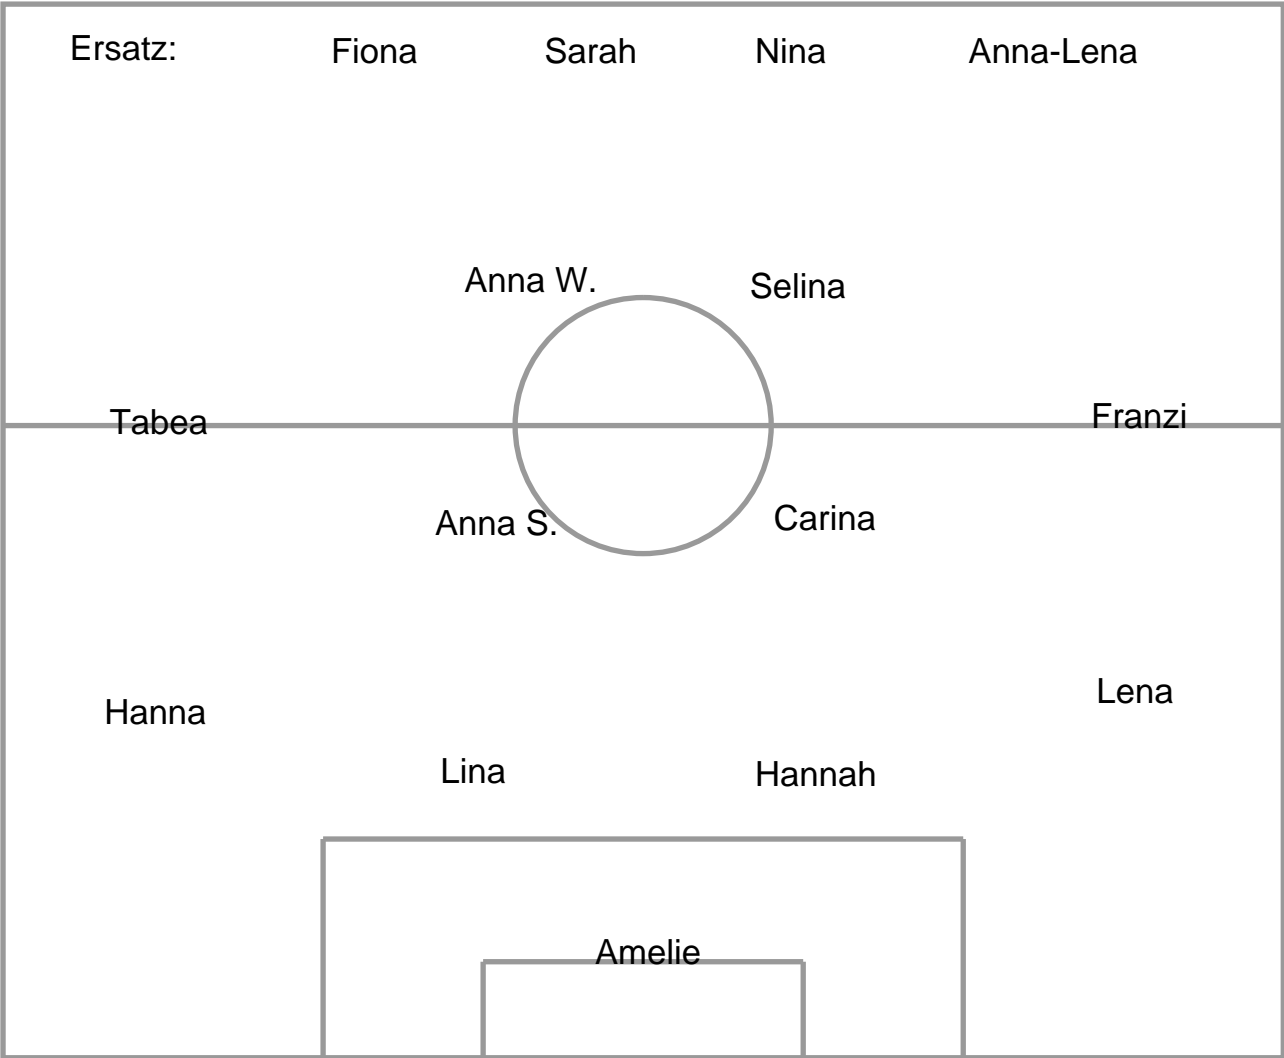 Ersatz: Fiona Sarah Nina Anna-Lena
Anna W. Selina
Tabea Franzi
Anna S. Carina
Hanna Lena
Lina Hannah
Amelie